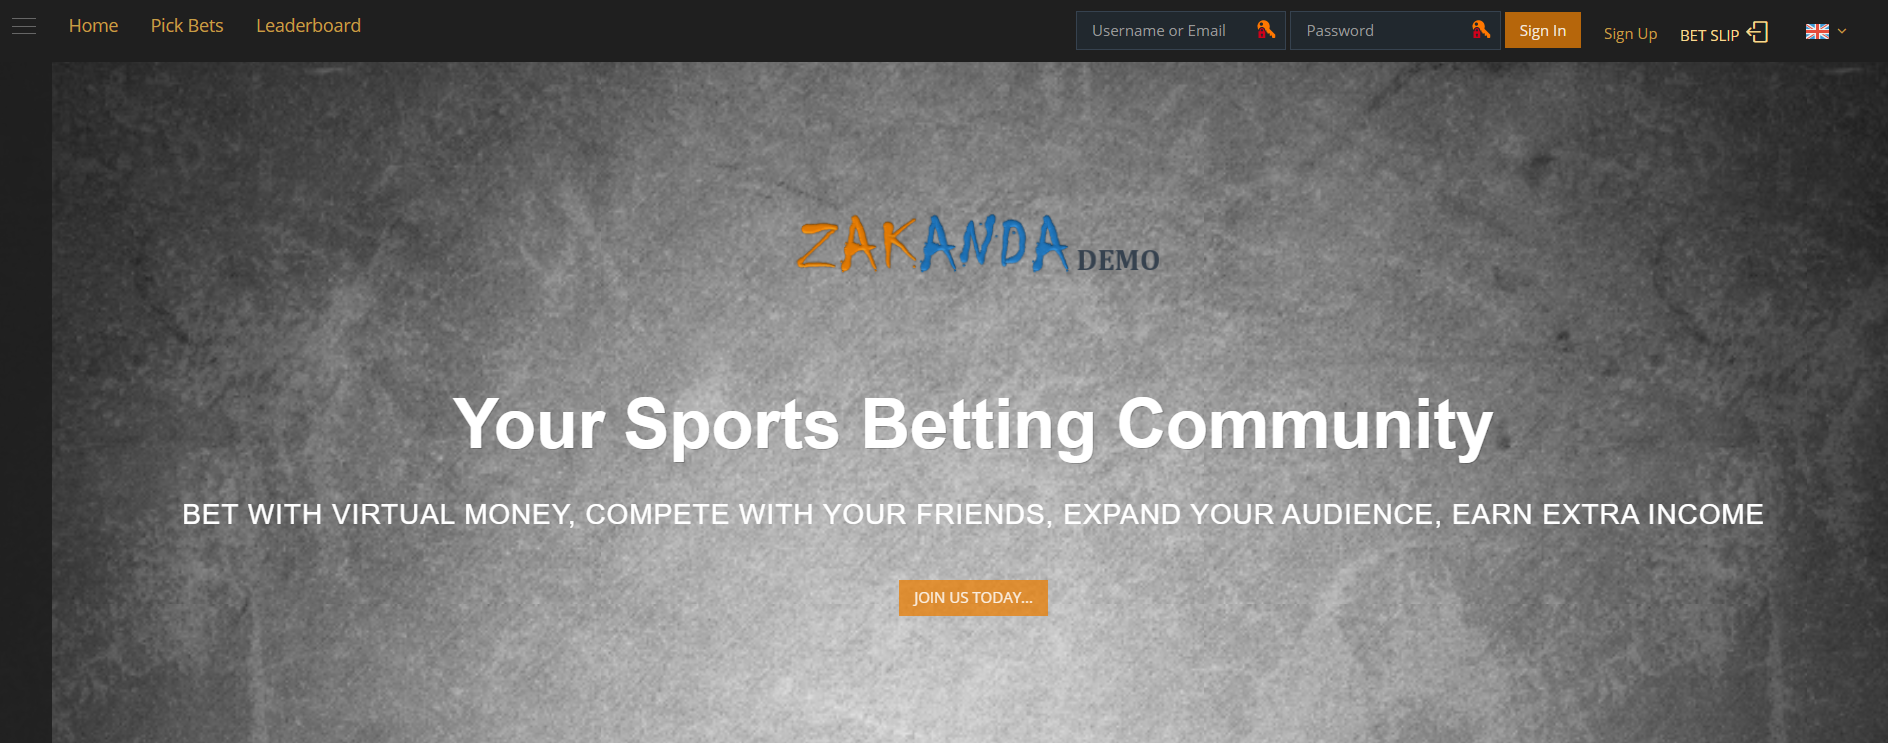 Home Pick Bets Leaderboard Username or Email Password Sign In Sign Up BET SLIP
ZAKANDA DEMO
Your Sports Betting Community
BET WITH VIRTUAL MONEY, COMPETE WITH YOUR FRIENDS, EXPAND YOUR AUDIENCE, EARN EXTRA INCOME
JOIN US TODAY...